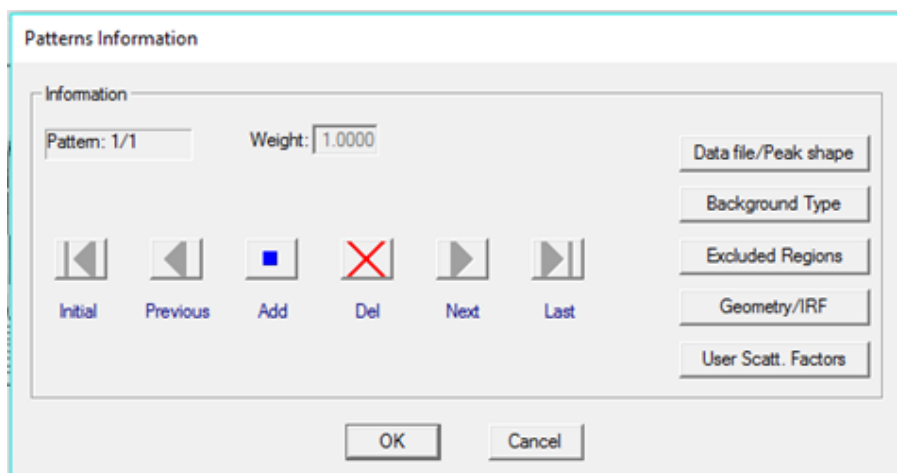 Patterns Information
Information
Pattern: 1/1
Weight: 1.0000
Data file/Peak shape
Background Type
Excluded Regions
Geometry/IRF
User Scatt. Factors
Initial
Previous
Add
Del
Next
Last
OK
Cancel